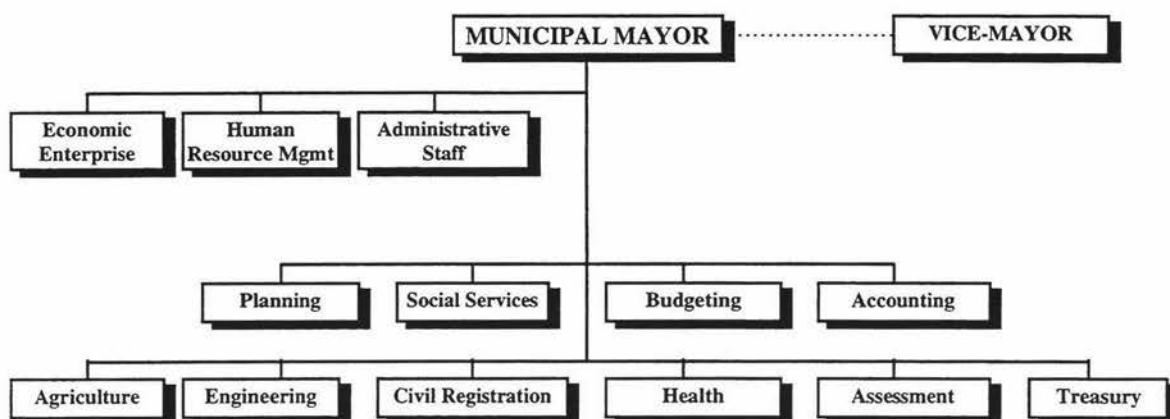 MUNICIPAL MAYOR
VICE-MAYOR
Economic
Enterprise
Human
Resource Mgmt
Administrative
Staff
Planning
Social Services
Budgeting
Accounting
Agriculture
Engineering
Civil Registration
Health
Assessment
Treasury